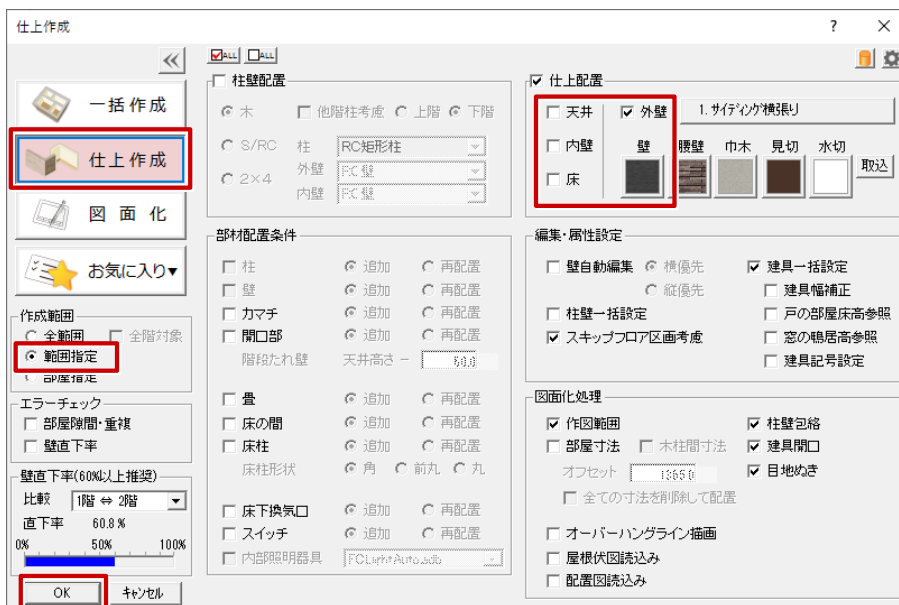 仕上作成 ? ×
≪
ALL ALL
一括作成
仕上作成
図面化
お気に入り▼
作成範囲
全範囲 全階対象
範囲指定
部屋指定
エラーチェック
部屋隙間・重複
壁直下率
壁直下率(60%以上推奨)
比較 1階 ⇔ 2階
直下率 60.8 %
0% 50% 100%
OK キャンセル
柱壁配置
木 他階柱考慮 上階 下階
S/RC 柱 RC矩形柱
2×4 外壁 RC壁
内壁 RC壁
部材配置条件
柱 追加 再配置
壁 追加 再配置
カマチ 追加 再配置
開口部 追加 再配置
階段たれ壁 天井高さ − 50.0
畳 追加 再配置
床の間 追加 再配置
床柱 追加 再配置
床柱形状 角 前丸 丸
床下換気口 追加 再配置
スイッチ 追加 再配置
内部照明器具 FCLightAuto.adb
仕上配置
天井 外壁 1. サイディング横張り
内壁 壁 腰壁 巾木 見切 水切
床 取込
編集・属性設定
壁自動編集 横優先 建具一括設定
縦優先 建具幅補正
柱壁一括設定 戸の部屋床高参照
スキップフロア区画考慮 窓の鴨居高参照
建具記号設定
図面化処理
作図範囲 柱壁包絡
部屋寸法 木柱間寸法 建具開口
オフセット 1365.0 目地ぬき
全ての寸法を削除して配置
オーバーハングライン描画
屋根伏図読込み
配置図読込み